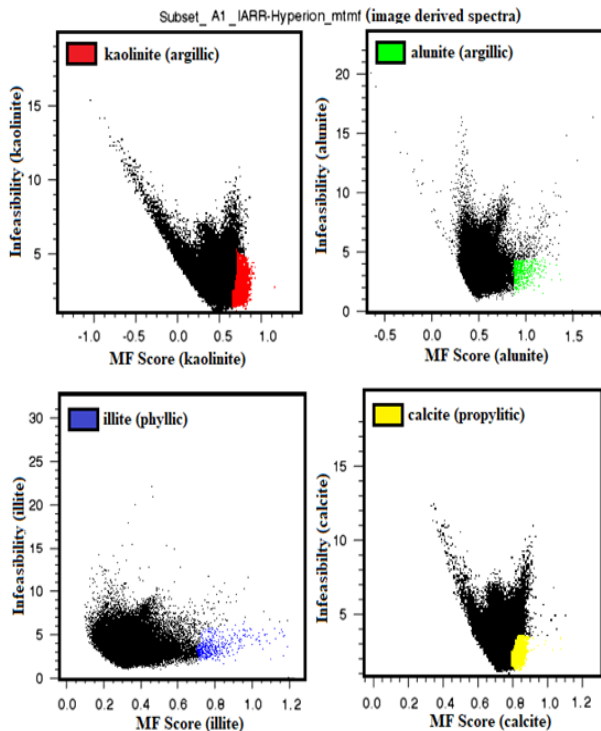 Subset_ A1_IARR-Hyperion_mtmf (image derived spectra)
kaolinite (argillic)
Infeasibility (kaolinite)
15
10
5
-1.0 -0.5 0.0 0.5 1.0
MF Score (kaolinite)
alunite (argillic)
Infeasibility (alunite)
20
15
10
5
0
-0.5 0.0 0.5 1.0 1.5
MF Score (alunite)
illite (phyllic)
Infeasibility (illite)
30
25
20
15
10
5
0
0.0 0.2 0.4 0.6 0.8 1.0 1.2
MF Score (illite)
calcite (propylitic)
Infeasibilty (calcite)
15
10
5
0.0 0.2 0.4 0.6 0.8 1.0 1.2
MF Score (calcite)